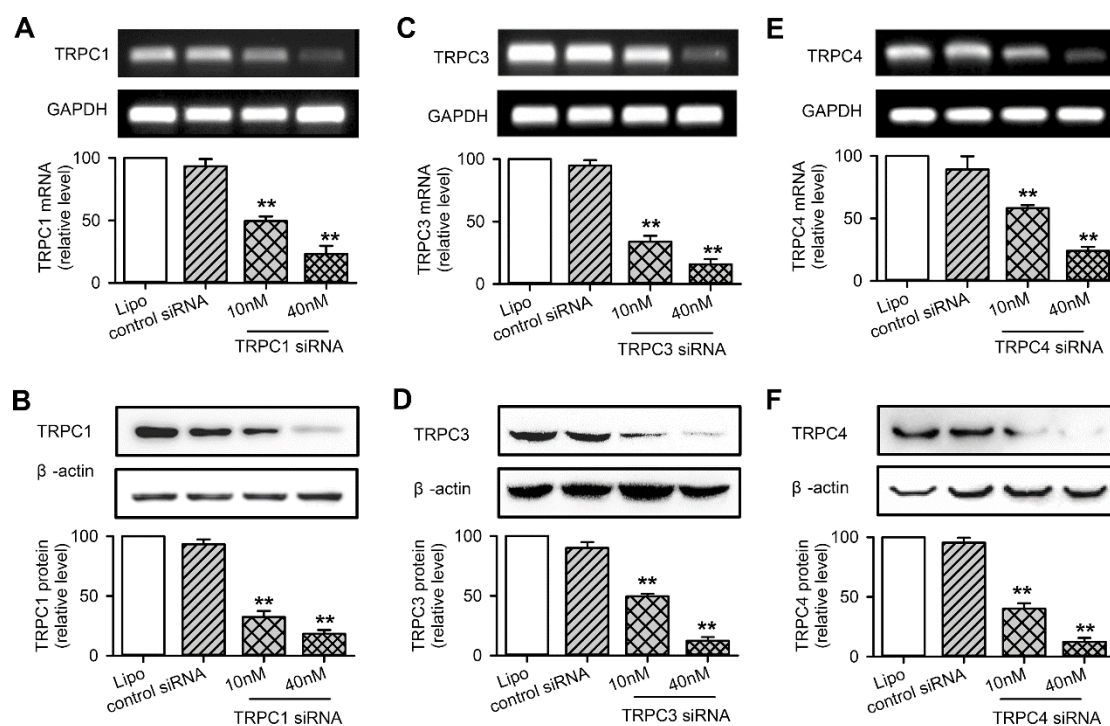 A
TRPC1
GAPDH
TRPC1 mRNA
(relative level)
100
50
0
**
**
Lipo
control siRNA
10nM
40nM
TRPC1 siRNA
C
TRPC3
GAPDH
TRPC3 mRNA
(relative level)
100
50
0
**
**
Lipo
control siRNA
10nM
40nM
TRPC3 siRNA
E
TRPC4
GAPDH
TRPC4 mRNA
(relative level)
100
50
0
**
**
Lipo
control siRNA
10nM
40nM
TRPC4 siRNA
B
TRPC1
β -actin
TRPC1 protein
(relative level)
100
50
0
**
**
Lipo
control siRNA
10nM
40nM
TRPC1 siRNA
D
TRPC3
β -actin
TRPC3 protein
(relative level)
100
50
0
**
**
Lipo
control siRNA
10nM
40nM
TRPC3 siRNA
F
TRPC4
β -actin
TRPC4 protein
(relative level)
100
50
0
**
**
Lipo
control siRNA
10nM
40nM
TRPC4 siRNA